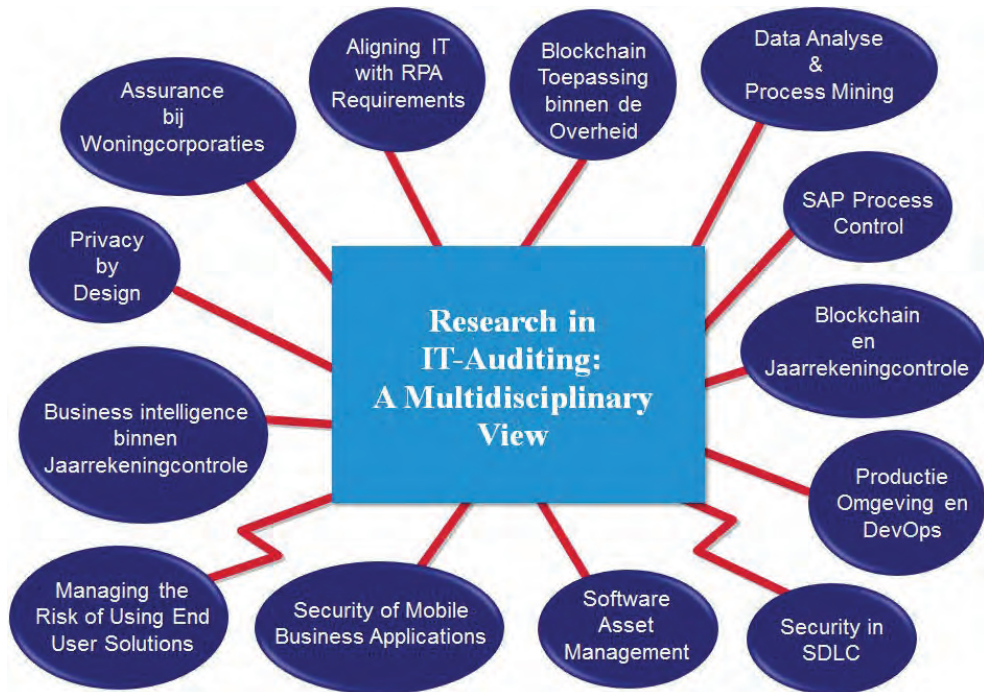 Assurance
bij
Woningcorporaties
Aligning IT
with RPA
Requirements
Blockchain
Toepassing
binnen de
Overheid
Data Analyse
&
Process Mining
SAP Process
Control
Privacy
by
Design
Research in
IT-Auditing:
A Multidisciplinary
View
Blockchain
en
Jaarrekeningcontrole
Business intelligence
binnen
Jaarrekeningcontrole
Productie
Omgeving en
DevOps
Managing the
Risk of Using End
User Solutions
Security of Mobile
Business Applications
Software
Asset
Management
Security in
SDLC